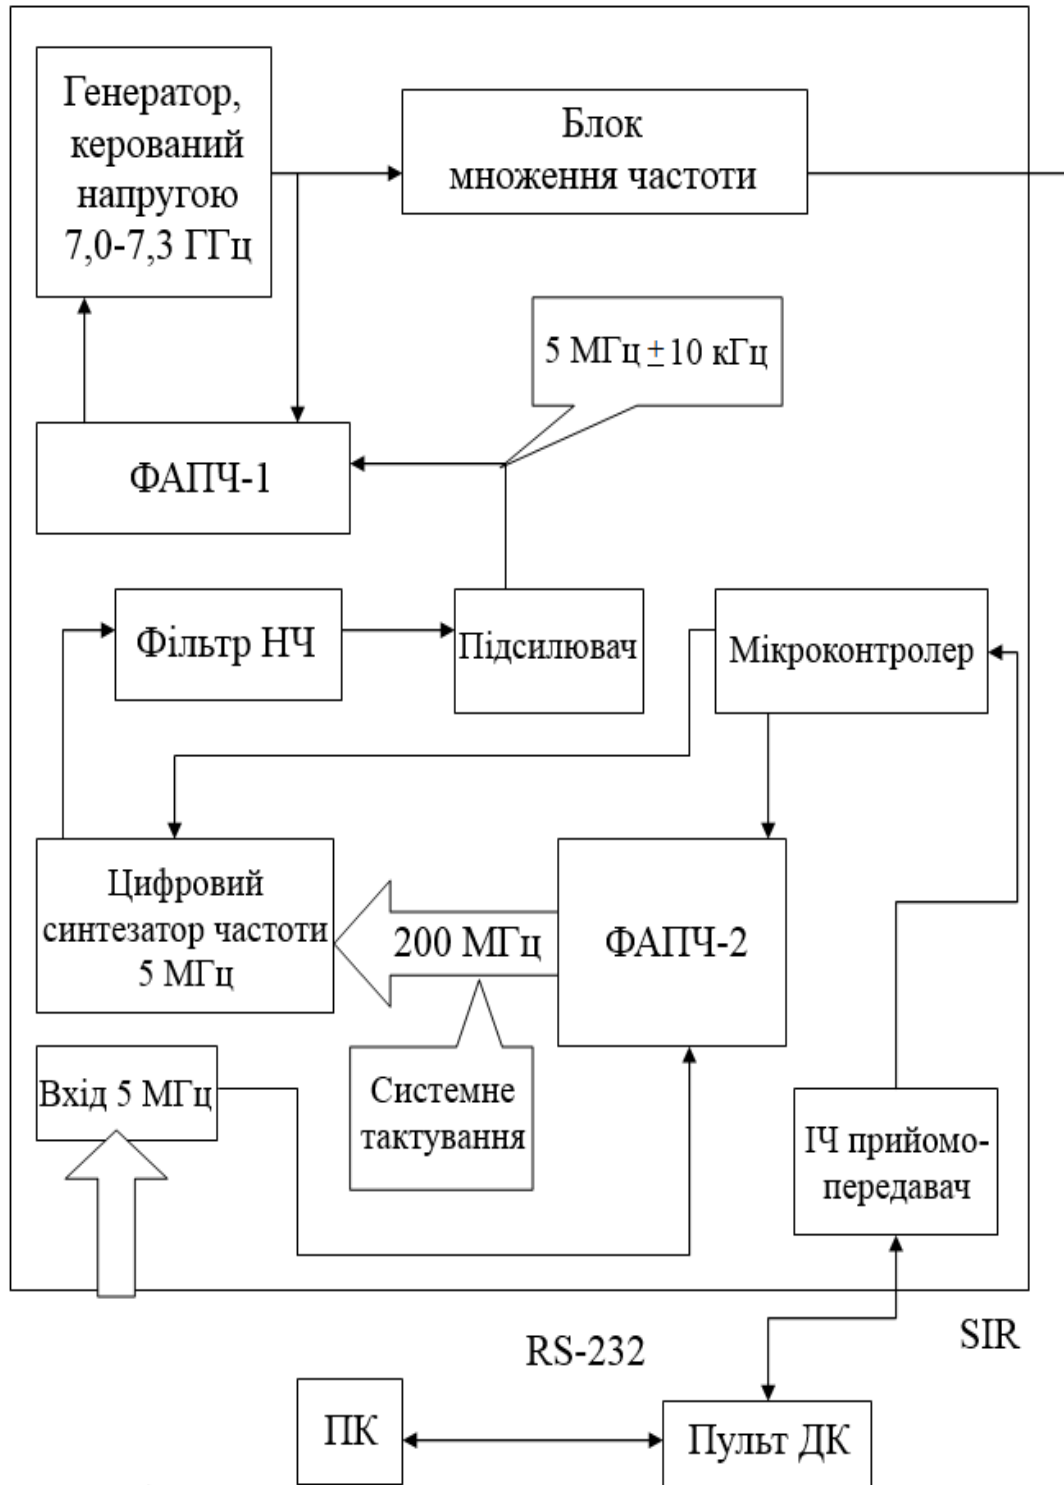 Генератор,
керований
напругою
7,0-7,3 ГГц
Блок
множення частоти
5 МГц ± 10 кГц
ФАПЧ-1
Фільтр НЧ
Підсилювач
Мікроконтролер
Цифровий
синтезатор частоти
5 МГц
200 МГц
ФАПЧ-2
Вхід 5 МГц
Системне
тактування
ІЧ прийомо-
передавач
RS-232
SIR
ПК
Пульт ДК